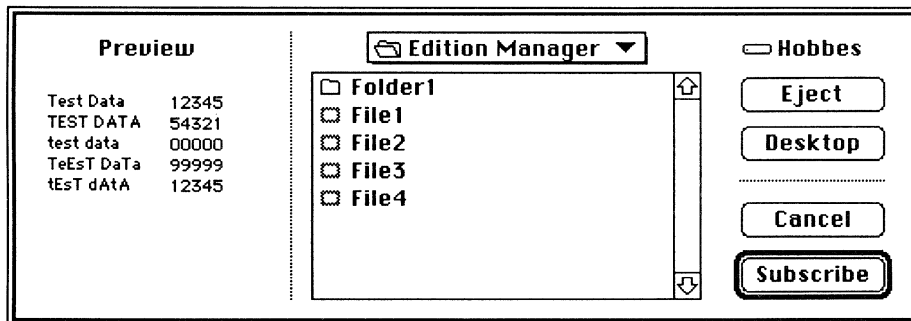 Preview
Test Data 12345
TEST DATA 54321
test data 00000
TeEsT DaTa 99999
tEsT dAtA 12345
Edition Manager
Folder1
File1
File2
File3
File4
Hobbes
Eject
Desktop
Cancel
Subscribe